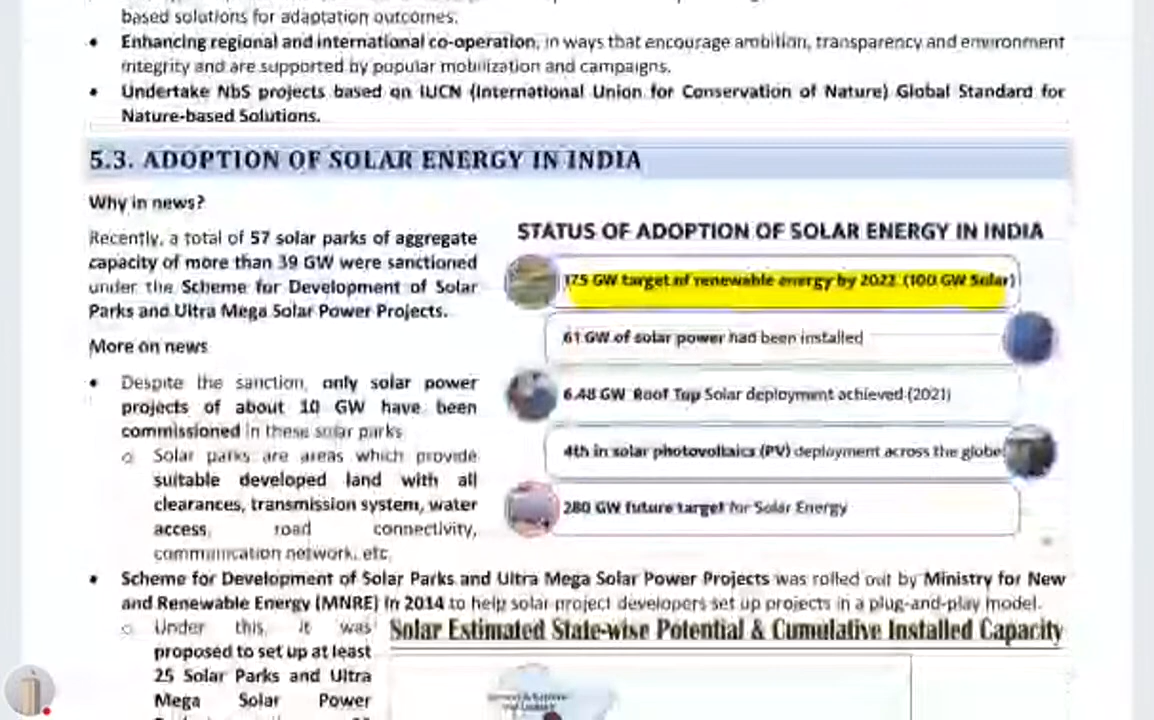 based solutions for adaptation outcomes.
• Enhancing regional and international co-operation, in ways that encourage ambition, transparency and environment
integrity and are supported by popular mobilization and campaigns.
• Undertake NbS projects based on IUCN (International Union for Conservation of Nature) Global Standard for
Nature-based Solutions.
5.3. ADOPTION OF SOLAR ENERGY IN INDIA
Why in news?
Recently, a total of 57 solar parks of aggregate
capacity of more than 39 GW were sanctioned
under the Scheme for Development of Solar
Parks and Ultra Mega Solar Power Projects.
More on news
• Despite the sanction, only solar power
projects of about 10 GW have been
commissioned in these solar parks
o Solar parks are areas which provide
suitable developed land with all
clearances, transmission system, water
access, road connectivity,
communication network, etc.
STATUS OF ADOPTION OF SOLAR ENERGY IN INDIA
175 GW target of renewable energy by 2022 (100 GW Solar)
61 GW of solar power had been installed
6.48 GW Roof Top Solar deployment achieved (2021)
4th in solar photovoltaics (PV) deployment across the globe
280 GW future target for Solar Energy
• Scheme for Development of Solar Parks and Ultra Mega Solar Power Projects was rolled out by Ministry for New
and Renewable Energy (MNRE) in 2014 to help solar project developers set up projects in a plug-and-play model.
o Under this, it was
proposed to set up at least
25 Solar Parks and Ultra
Mega Solar Power
Solar Estimated State-wise Potential & Cumulative Installed Capacity